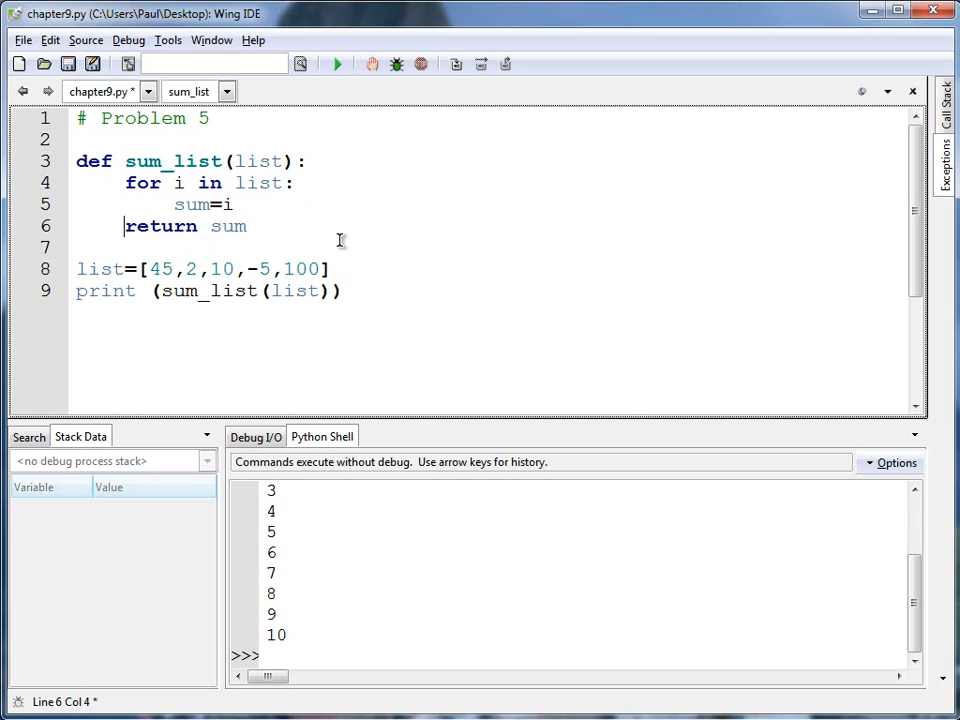 chapter9.py (C:\Users\Paul\Desktop): Wing IDE
File Edit Source Debug Tools Window Help
chapter9.py * sum_list
1 # Problem 5
2
3 def sum_list(list):
4 for i in list:
5 sum=i
6 return sum
7
8 list=[45,2,10,-5,100]
9 print (sum_list(list))
Call Stack
Exceptions
Search Stack Data
<no debug process stack>
Variable Value
Debug I/O Python Shell
Commands execute without debug. Use arrow keys for history.
Options
3
4
5
6
7
8
9
10
>>>
Line 6 Col 4 *